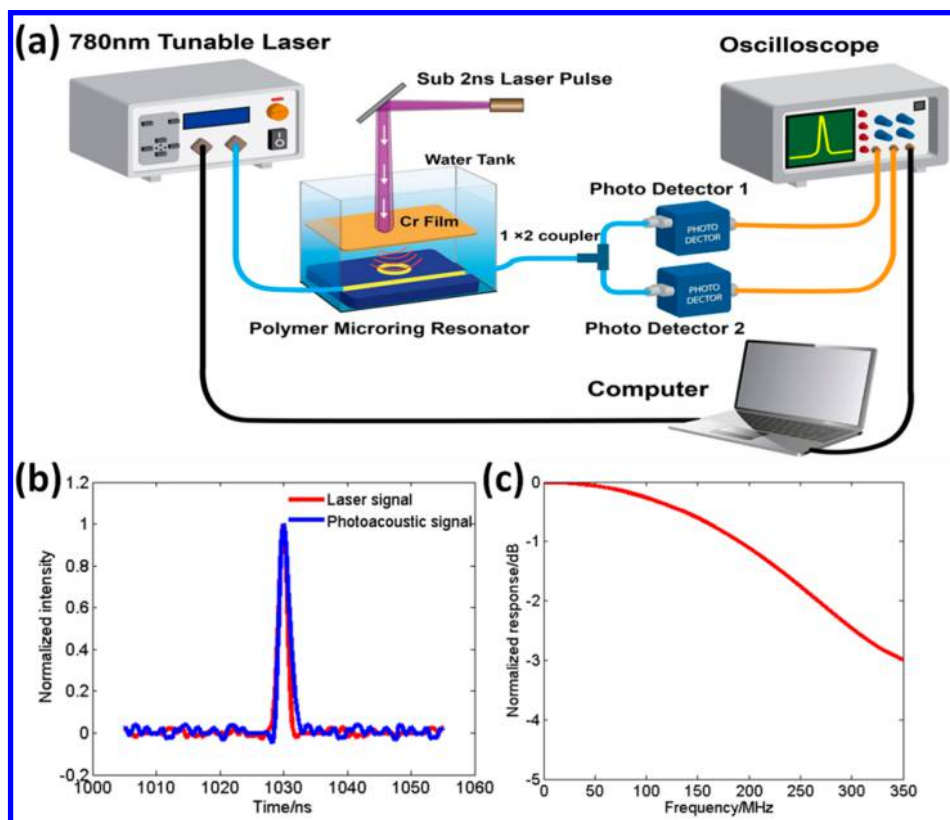 (a)
780nm Tunable Laser
Oscilloscope
Sub 2ns Laser Pulse
Water Tank
Cr Film
Photo Detector 1
1 ×2 coupler
PHOTO
DECTOR
PHOTO
DECTOR
Polymer Microring Resonator
Photo Detector 2
Computer
(b)
1.2
1
0.8
0.6
0.4
0.2
0
-0.2
Normalized intensity
Laser signal
Photoacoustic signal
1000
1010
1020
1030
1040
1050
1060
Time/ns
(c)
0
-1
-2
-3
-4
-5
Normalized response/dB
0
50
100
150
200
250
300
350
Frequency/MHz